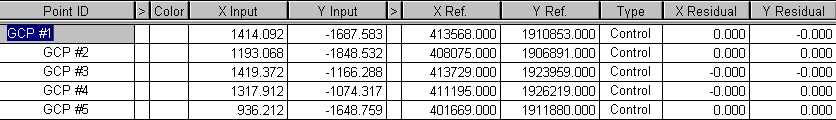 Point ID > Color X Input Y Input > X Ref. Y Ref. Type X Residual Y Residual
GCP #1 1414.092 -1687.583 413568.000 1910853.000 Control 0.000 -0.000
GCP #2 1193.068 -1848.532 408075.000 1906891.000 Control 0.000 0.000
GCP #3 1419.372 -1166.288 413729.000 1923959.000 Control -0.000 -0.000
GCP #4 1317.912 -1074.317 411195.000 1926219.000 Control -0.000 0.000
GCP #5 936.212 -1648.759 401669.000 1911880.000 Control 0.000 0.000